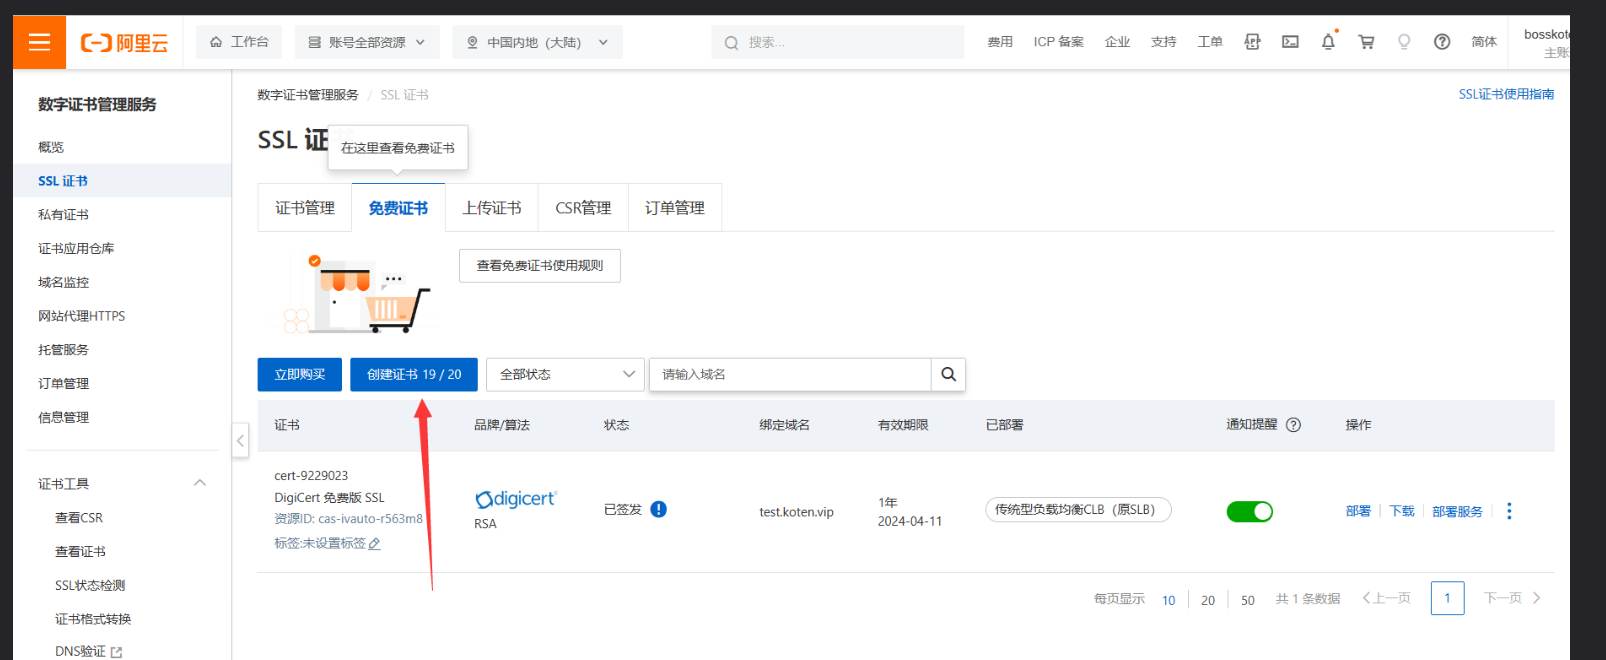 阿里云
工作台
账号全部资源
中国内地（大陆）
搜索...
费用
ICP 备案
企业
支持
工单
简体
主账
数字证书管理服务
概览
SSL 证书
私有证书
证书应用仓库
域名监控
网站代理HTTPS
托管服务
订单管理
信息管理
证书工具
查看CSR
查看证书
SSL状态检测
证书格式转换
DNS验证
数字证书管理服务 / SSL 证书
SSL证书使用指南
SSL 证
在这里查看免费证书
证书管理
免费证书
上传证书
CSR管理
订单管理
查看免费证书使用规则
立即购买
创建证书 19 / 20
全部状态
请输入域名
证书
品牌/算法
状态
绑定域名
有效期限
已部署
通知提醒
操作
cert-9229023
DigiCert 免费版 SSL
资源ID: cas-ivauto-r563m8
标签:未设置标签
digicert
RSA
已签发
test.koten.vip
1年
2024-04-11
传统型负载均衡CLB（原SLB）
部署
下载
部署服务
每页显示
10
20
50
共 1 条数据
上一页
1
下一页